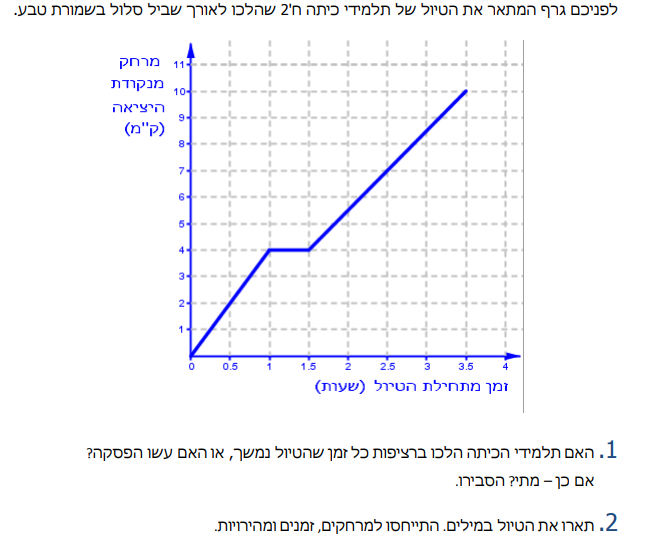 לפניכם גרף המתאר את הטיול של תלמידי כיתה ח'2 שהלכו לאורך שביל סלול בשמורת טבע.
מרחק
מנקודת
היציאה
(ק"מ)
11
10
9
8
7
6
5
4
3
2
1
0 0.5 1 1.5 2 2.5 3 3.5 4
זמן מתחילת הטיול (שעות)
1. האם תלמידי הכיתה הלכו ברציפות כל זמן שהטיול נמשך, או האם עשו הפסקה?
אם כן – מתי? הסבירו.
2. תארו את הטיול במילים. התייחסו למרחקים, זמנים ומהירויות.